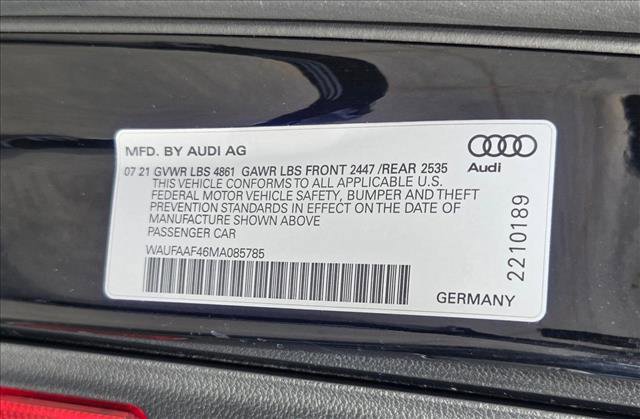 MFD. BY AUDI AG
Audi
07 21 GVWR LBS 4861 GAWR LBS FRONT 2447 /REAR 2535
THIS VEHICLE CONFORMS TO ALL APPLICABLE U.S.
FEDERAL MOTOR VEHICLE SAFETY, BUMPER AND THEFT
PREVENTION STANDARDS IN EFFECT ON THE DATE OF
MANUFACTURE SHOWN ABOVE
PASSENGER CAR
WAUFAAF46MA085785
2210189
GERMANY